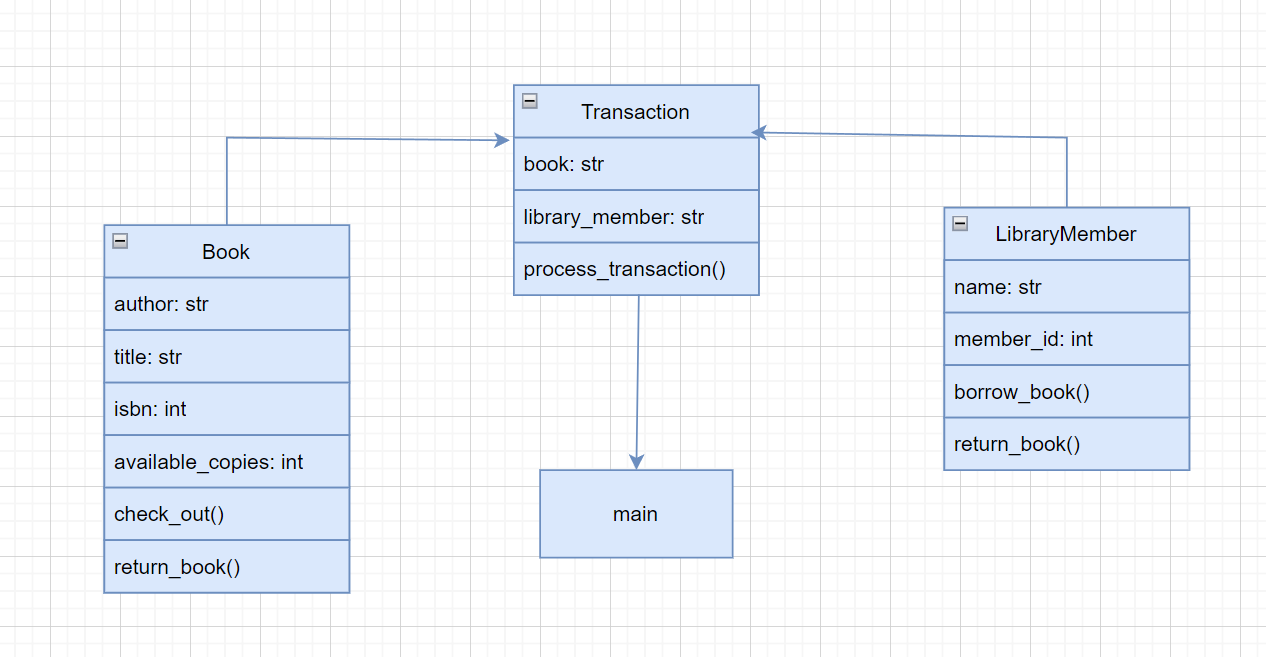 Transaction
book: str
library_member: str
process_transaction()
Book
author: str
title: str
isbn: int
available_copies: int
check_out()
return_book()
LibraryMember
name: str
member_id: int
borrow_book()
return_book()
main